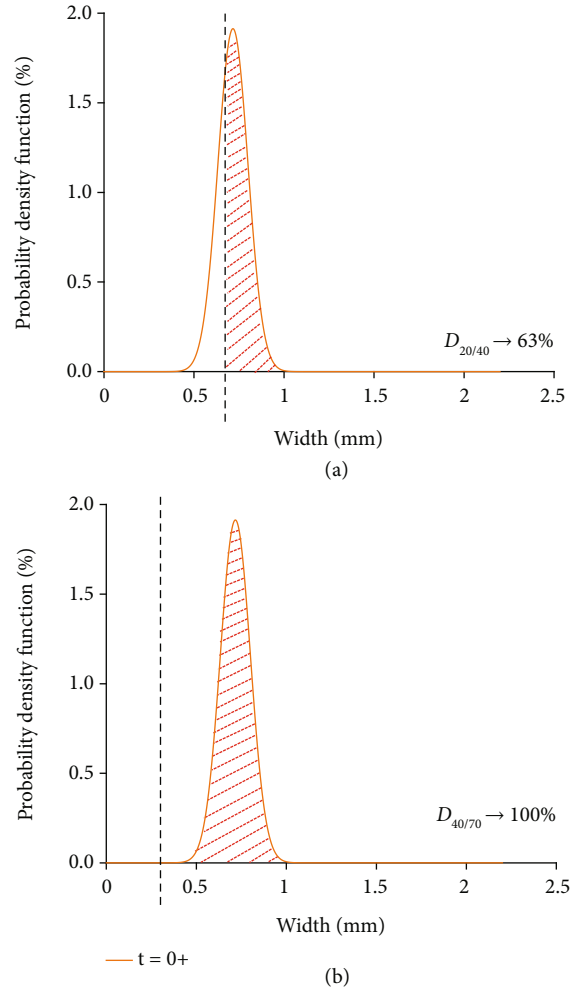 2.0
1.5
1.0
0.5
0.0
Probability density function (%)
D20/40 → 63%
0 0.5 1 1.5 2 2.5
Width (mm)
(a)
2.0
1.5
1.0
0.5
0.0
Probability density function (%)
D40/70 → 100%
0 0.5 1 1.5 2 2.5
Width (mm)
t = 0+
(b)